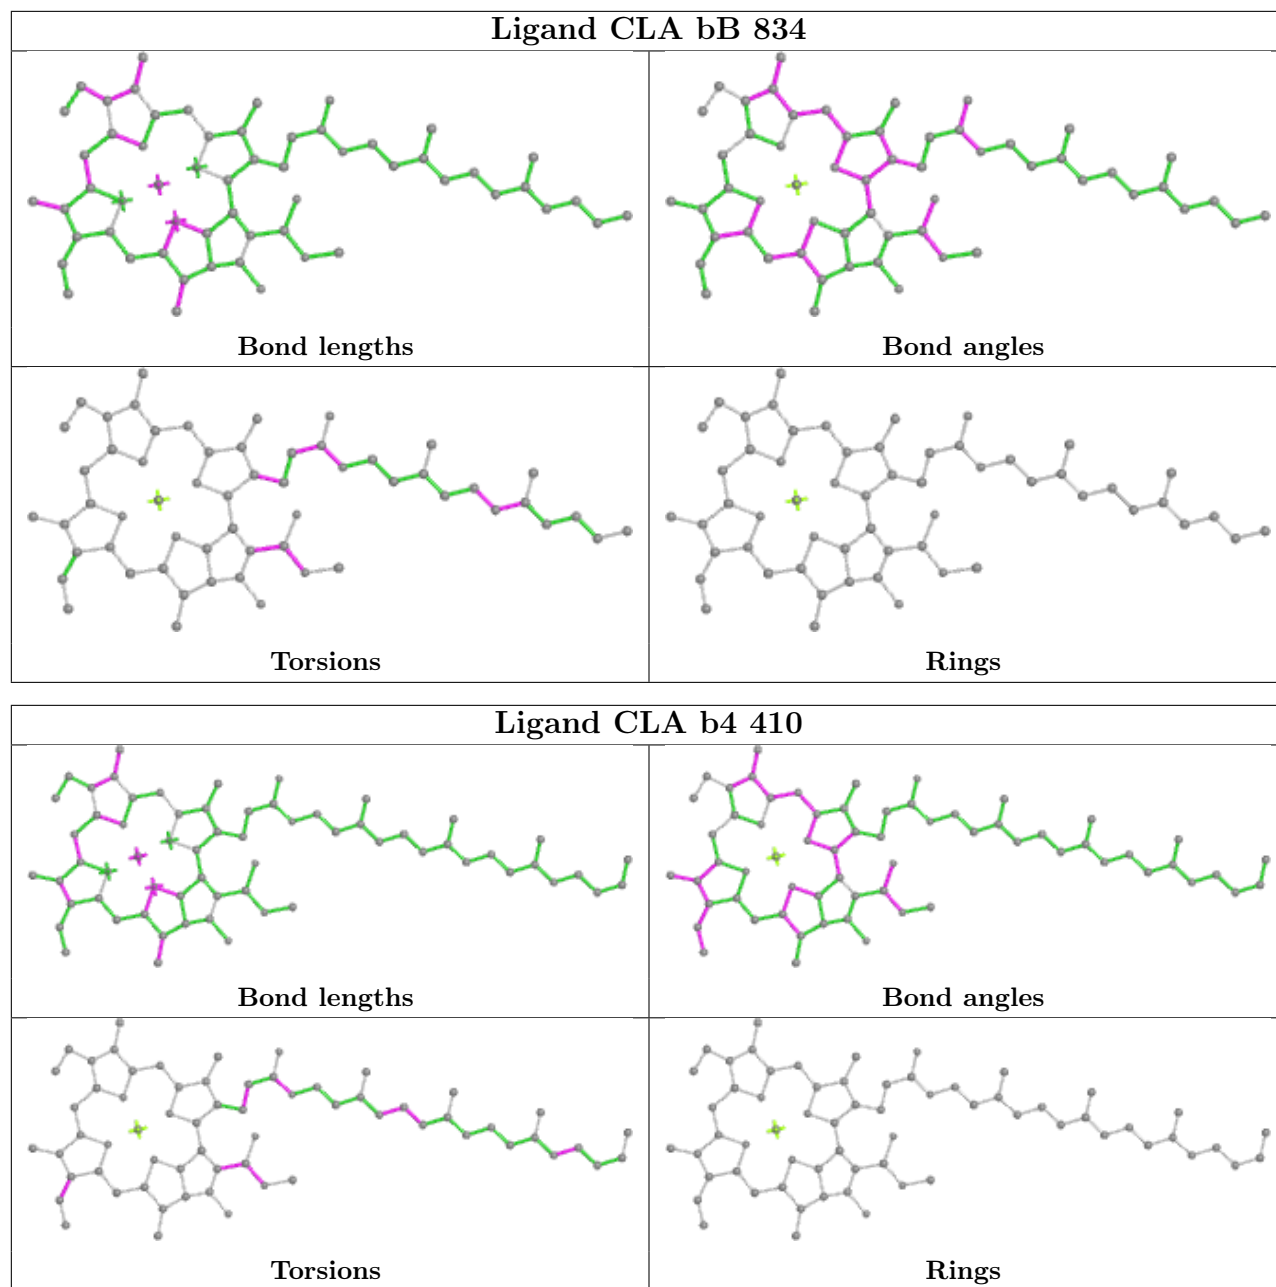 Ligand CLA bB 834
Bond lengths
Bond angles
Torsions
Rings
Ligand CLA b4 410
Bond lengths
Bond angles
Torsions
Rings